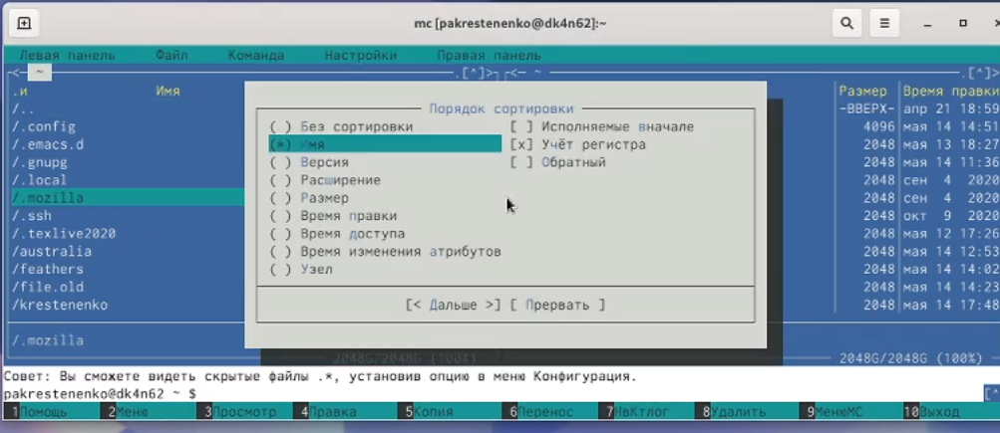 mc [pakrestenenko@dk4n62]:~
Левая панель Файл Команда Настройки Правая панель
<- ~ .[^]> <- ~ .[^]>
.и Имя Размер Время правки
/.. -ВВЕРХ- апр 21 18:59
/.config 4096 мая 14 14:51
/.emacs.d 2048 мая 13 18:27
/.gnupg 2048 мая 14 11:36
/.local 2048 сен 4 2020
/.mozilla 2048 сен 4 2020
/.ssh 2048 окт 9 2020
/.texlive2020 2048 мая 12 17:26
/australia 2048 мая 14 12:53
/feathers 2048 мая 14 14:02
/file.old 2048 мая 14 14:23
/krestenenko 2048 мая 14 17:48
Порядок сортировки
( ) Без сортировки [ ] Исполняемые вначале
(*) Имя [x] Учёт регистра
( ) Версия [ ] Обратный
( ) Расширение
( ) Размер
( ) Время правки
( ) Время доступа
( ) Время изменения атрибутов
( ) Узел
[< Дальше >] [ Прервать ]
/.mozilla
2048G/2048G (100%) 2048G/2048G (100%)
Совет: Вы сможете видеть скрытые файлы .*, установив опцию в меню Конфигурация.
pakrestenenko@dk4n62 ~ $ [^
1Помощь 2Меню 3Просмотр 4Правка 5Копия 6Перенос 7НвКтлог 8Удалить 9МенюMC 10Выход